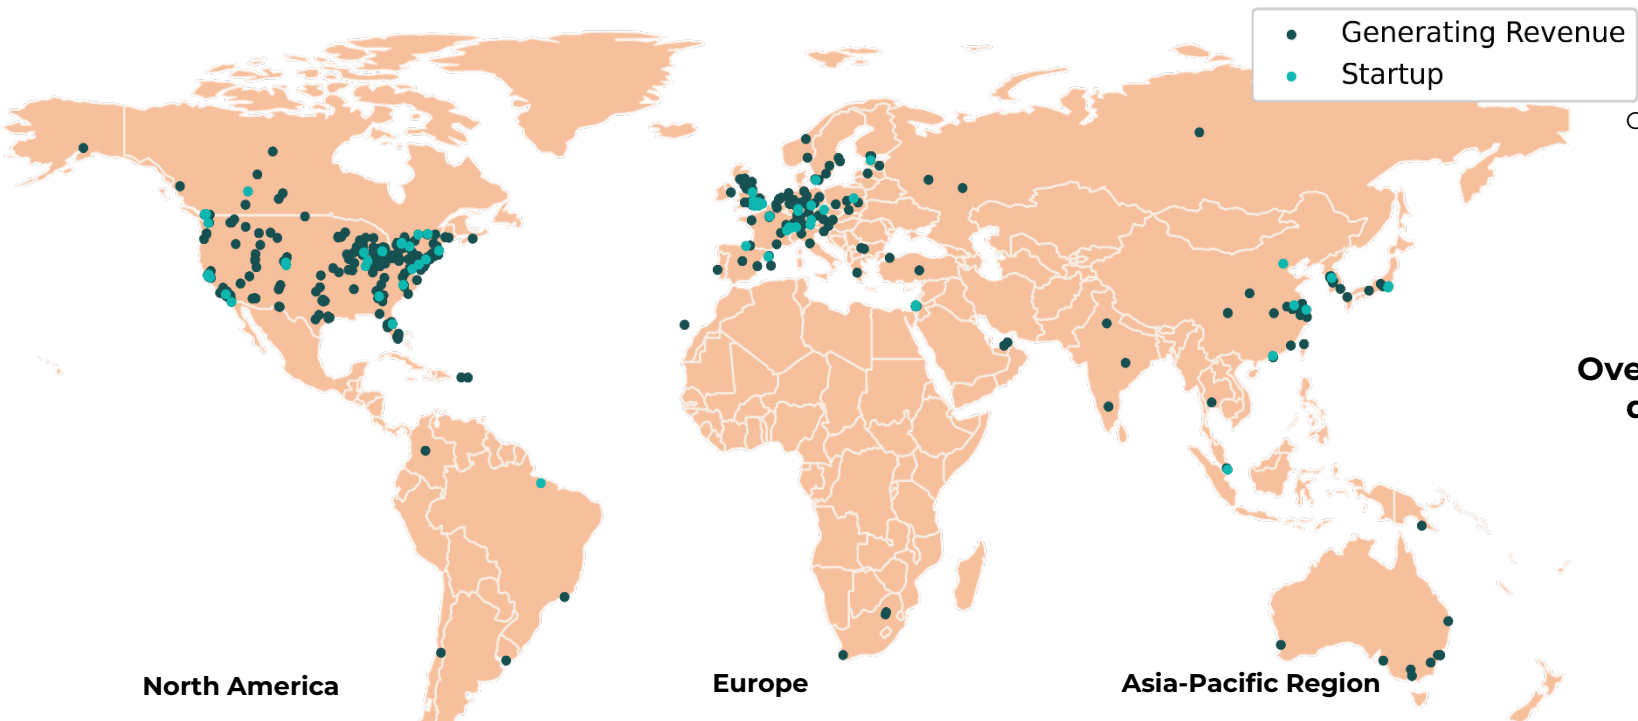 Generating Revenue
Startup
North America
Europe
Asia-Pacific Region